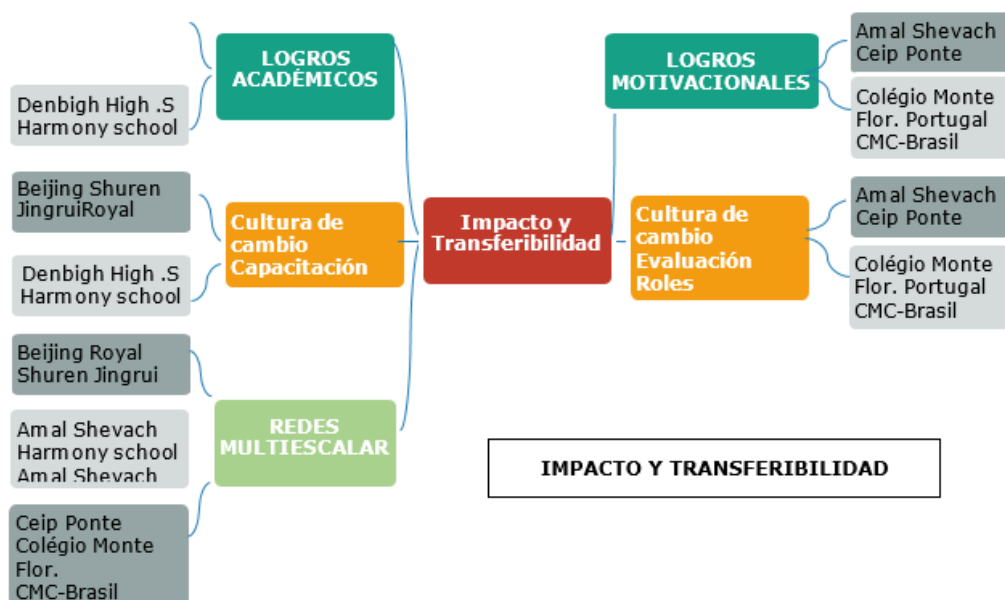 LOGROS
ACADÉMICOS
Denbigh High .S
Harmony school
Beijing Shuren
JingruiRoyal
Cultura de
cambio
Capacitación
Denbigh High .S
Harmony school
Beijing Royal
Shuren Jingrui
Amal Shevach
Harmony school
Amal Shevach
REDES
MULTIESCALAR
Ceip Ponte
Colégio Monte
Flor.
CMC-Brasil
Impacto y
Transferibilidad
LOGROS
MOTIVACIONALES
Amal Shevach
Ceip Ponte
Colégio Monte
Flor. Portugal
CMC-Brasil
Cultura de
cambio
Evaluación
Roles
Amal Shevach
Ceip Ponte
Colégio Monte
Flor. Portugal
CMC-Brasil
IMPACTO Y TRANSFERIBILIDAD